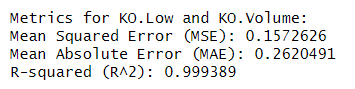 Metrics for KO.Low and KO.Volume:
Mean Squared Error (MSE): 0.1572626
Mean Absolute Error (MAE): 0.2620491
R-squared (R^2): 0.999389